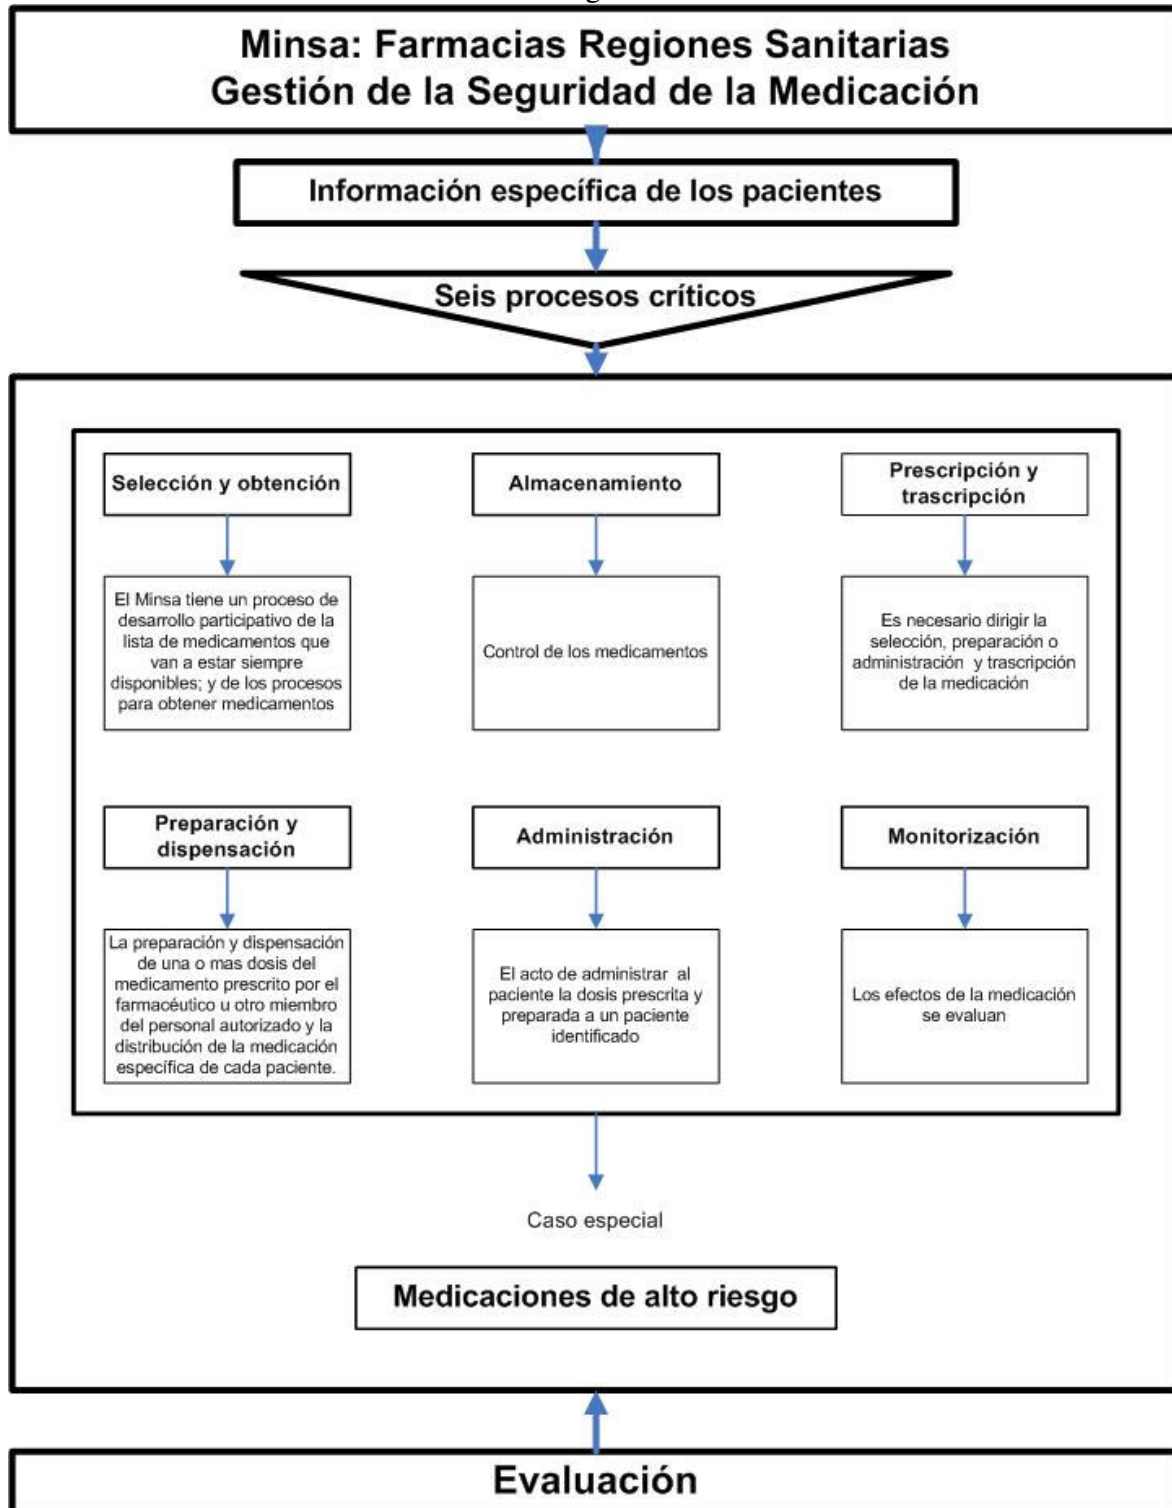 Minsa: Farmacias Regiones Sanitarias
Gestión de la Seguridad de la Medicación
Información específica de los pacientes
Seis procesos críticos
Selección y obtención
El Minsa tiene un proceso de
desarrollo participativo de la
lista de medicamentos que
van a estar siempre
disponibles; y de los procesos
para obtener medicamentos
Almacenamiento
Control de los medicamentos
Prescripción y
trascripción
Es necesario dirigir la
selección, preparación o
administración y trascripción
de la medicación
Preparación y
dispensación
La preparación y dispensación
de una o mas dosis del
medicamento prescrito por el
farmacéutico u otro miembro
del personal autorizado y la
distribución de la medicación
específica de cada paciente.
Administración
El acto de administrar al
paciente la dosis prescrita y
preparada a un paciente
identificado
Monitorización
Los efectos de la medicación
se evaluan
Caso especial
Medicaciones de alto riesgo
Evaluación